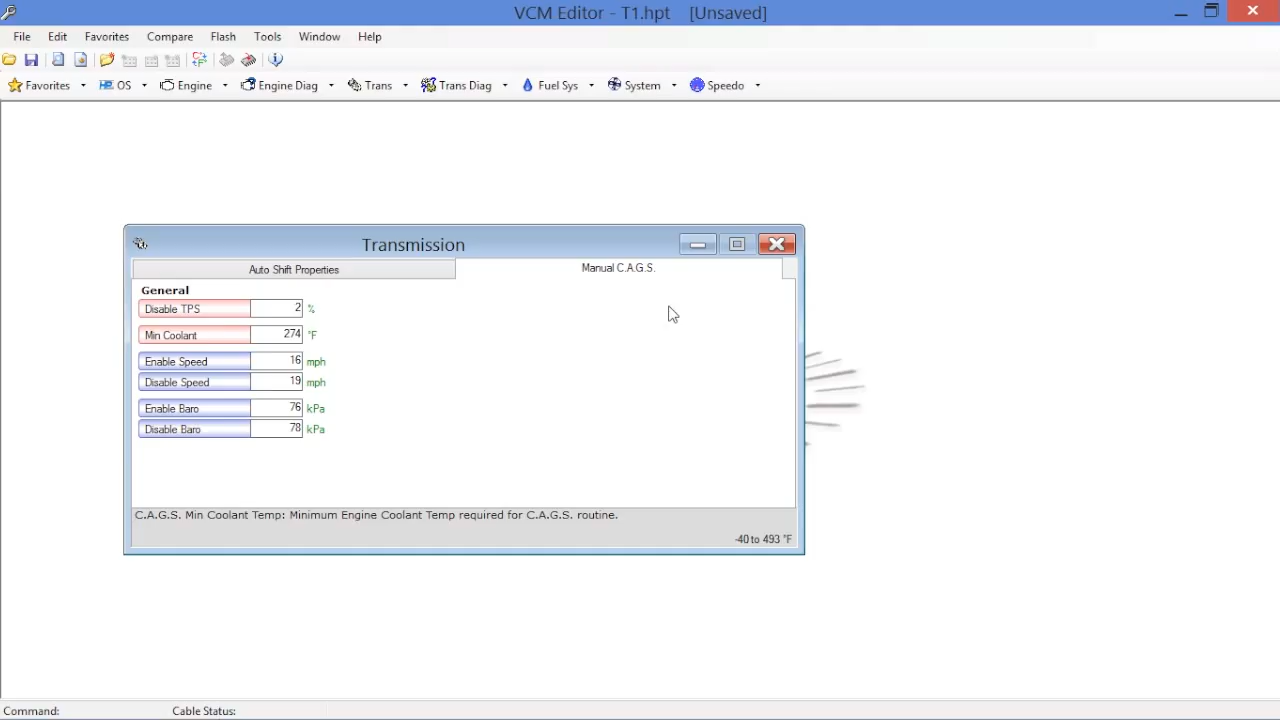 VCM Editor - T1.hpt [Unsaved]
File Edit Favorites Compare Flash Tools Window Help
Favorites OS Engine Engine Diag Trans Trans Diag Fuel Sys System Speedo
Transmission
Auto Shift Properties Manual C.A.G.S.
General
Disable TPS 2 %
Min Coolant 274 °F
Enable Speed 16 mph
Disable Speed 19 mph
Enable Baro 76 kPa
Disable Baro 78 kPa
C.A.G.S. Min Coolant Temp: Minimum Engine Coolant Temp required for C.A.G.S. routine.
-40 to 493 °F
Command: Cable Status: